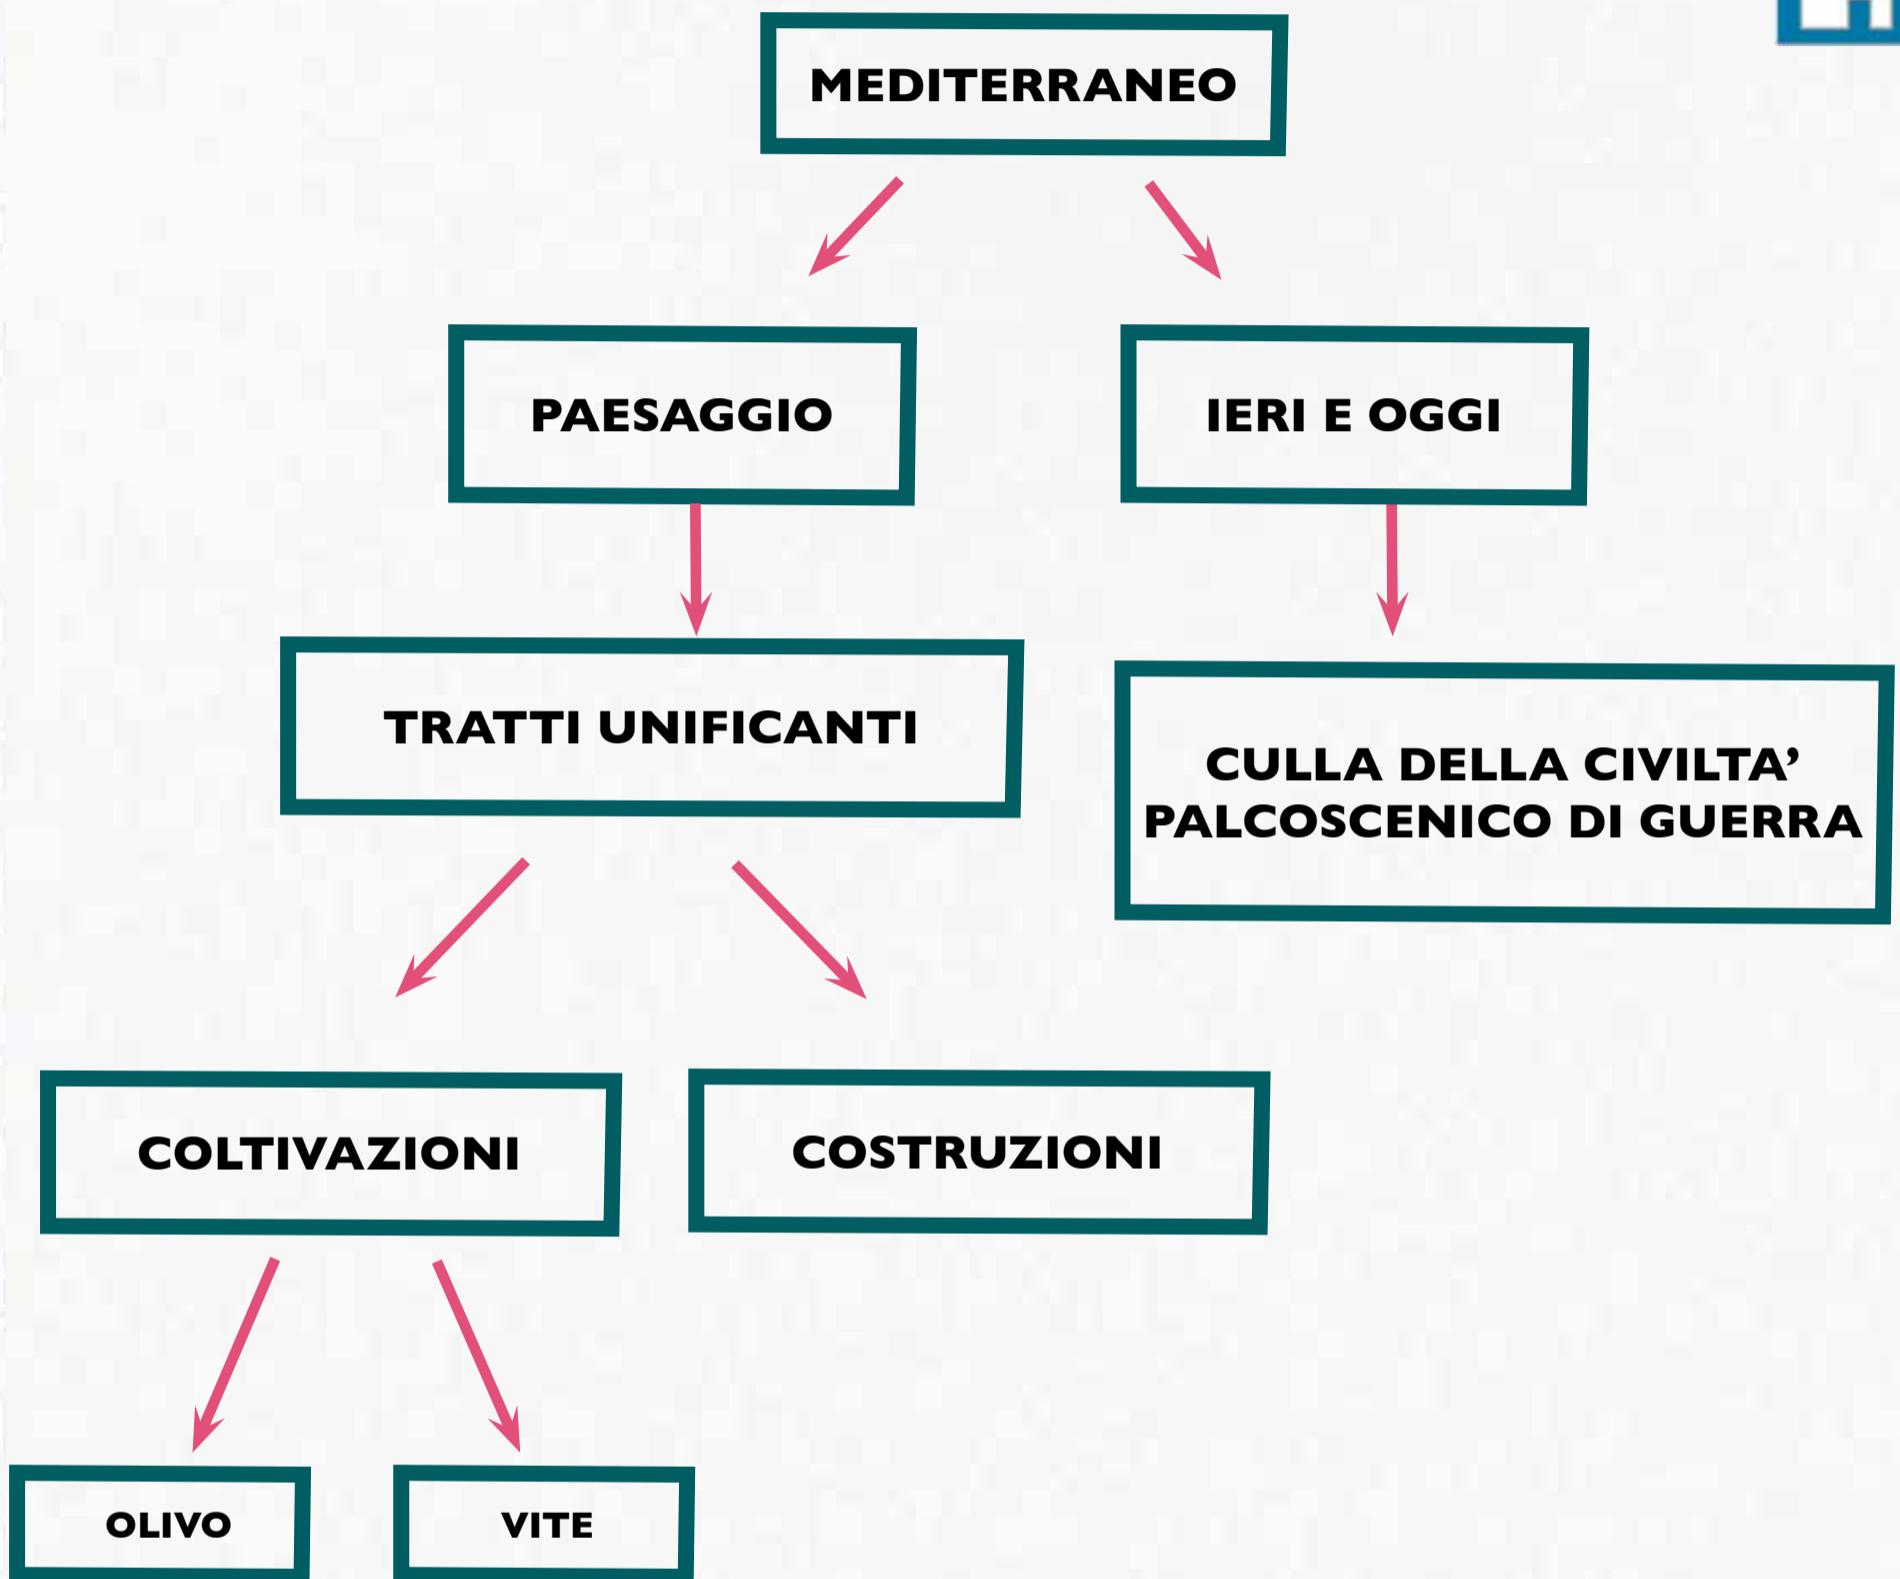 MEDITERRANEO
PAESAGGIO
IERI E OGGI
TRATTI UNIFICANTI
CULLA DELLA CIVILTA’
PALCOSCENICO DI GUERRA
COLTIVAZIONI
COSTRUZIONI
OLIVO
VITE